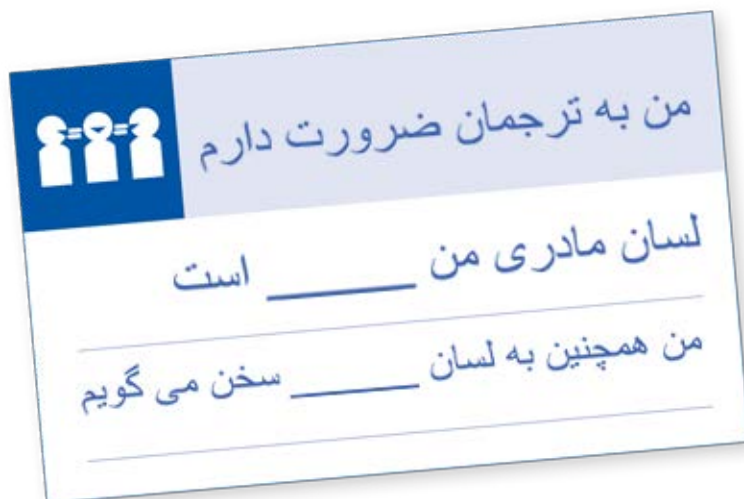 من به ترجمان ضرورت دارم
لسان مادری من ______ است
من همچنین به لسان ______ سخن می گویم